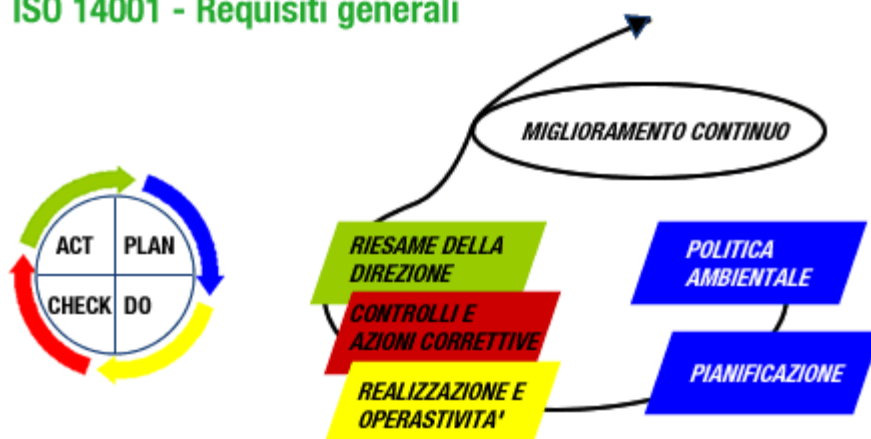 ISO 14001 - Requisiti generali
MIGLIORAMENTO CONTINUO
ACT
PLAN
CHECK
DO
RIESAME DELLA
DIREZIONE
CONTROLLI E
AZIONI CORRETTIVE
REALIZZAZIONE E
OPERASTIVITA'
POLITICA
AMBIENTALE
PIANIFICAZIONE